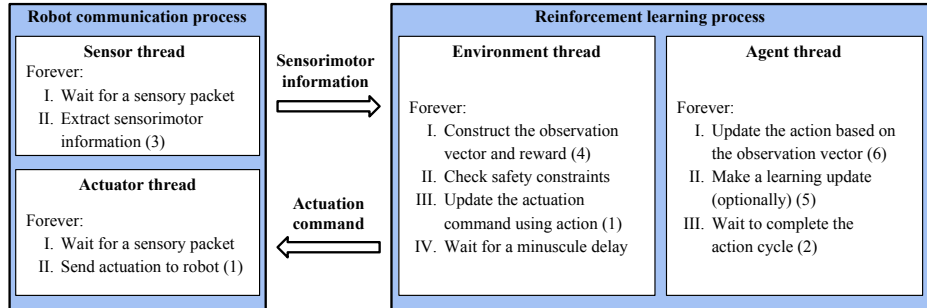 Robot communication process
Sensor thread
Forever:
I. Wait for a sensory packet
II. Extract sensorimotor
information (3)
Actuator thread
Forever:
I. Wait for a sensory packet
II. Send actuation to robot (1)
Sensorimotor
information
Actuation
command
Reinforcement learning process
Environment thread
Forever:
I. Construct the observation
vector and reward (4)
II. Check safety constraints
III. Update the actuation
command using action (1)
IV. Wait for a minuscule delay
Agent thread
Forever:
I. Update the action based on
the observation vector (6)
II. Make a learning update
(optionally) (5)
III. Wait to complete the
action cycle (2)